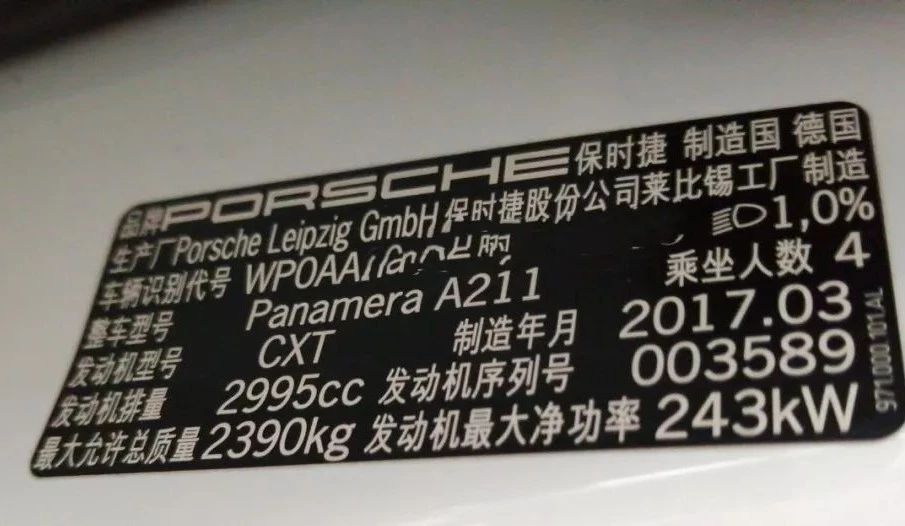 品牌 PORSCHE 保时捷 制造国 德国
生产厂 Porsche Leipzig GmbH 保时捷股份公司莱比锡工厂制造
车辆识别代号 WP0AA 1,0%
整车型号 Panamera A211 乘坐人数 4
发动机型号 CXT 制造年月 2017.03
发动机排量 2995cc 发动机序列号 003589
最大允许总质量 2390kg 发动机最大净功率 243kW
971.000.101.AL